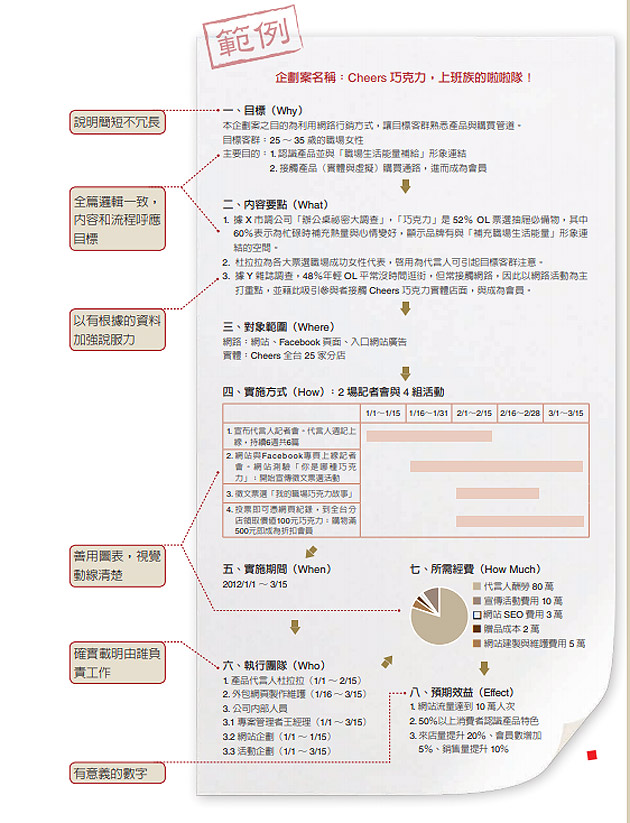 範例
企劃案名稱：Cheers 巧克力，上班族的啦啦隊！
說明簡短不冗長
全篇邏輯一致，
內容和流程呼應
目標
以有根據的資料
加強說服力
善用圖表，視覺
動線清楚
確實載明由誰負
責工作
有意義的數字
一、目標（Why）
本企劃案之目的為利用網路行銷方式，讓目標客群熟悉產品與購買管道。
目標客群：25～35歲的職場女性
主要目的：1. 認識產品並與「職場生活能量補給」形象連結
2. 接觸產品（實體與虛擬）購買通路，進而成為會員
二、內容要點（What）
1. 據 X 市調公司「辦公桌祕密大調查」，「巧克力」是 52% OL 票選抽屜必備物，其中
60%表示為忙碌時補充熱量與心情變好，顯示品牌有與「補充職場生活能量」形象連
結的空間。
2. 杜拉拉為各大票選職場成功女性代表，啓用為代言人可引起目標客群注意。
3. 據 Y 雜誌調查，48%年輕 OL 平常沒時間逛街，但常接觸網路，因此以網路活動為主
打重點，並藉此吸引參與者接觸 Cheers 巧克力實體店面，與成為會員。
三、對象範圍（Where）
網路：網站、Facebook 頁面、入口網站廣告
實體：Cheers 全台 25 家分店
四、實施方式（How）：2 場記者會與 4 組活動
1/1～1/15 1/16～1/31 2/1～2/15 2/16～2/28 3/1～3/15
1. 宣布代言人記者會。代言人週記上
線，持續6週共6篇
2. 網站與Facebook專頁上線記者
會。網站測驗「你是哪種巧克
力」；開始宣傳徵文票選活動
3. 徵文票選「我的職場巧克力故事」
4. 投票即可憑網頁紀錄，到全台分
店領取價值100元巧克力；購物滿
500元即成為折扣會員
五、實施期間（When）
2012/1/1 ～ 3/15
六、執行團隊（Who）
1. 產品代言人杜拉拉（1/1 ～ 2/15）
2. 外包網頁製作維護（1/16 ～ 3/15）
3. 公司內部人員
3.1 專案管理者王經理（1/1 ～ 3/15）
3.2 網站企劃（1/1 ～ 1/15）
3.3 活動企劃（1/1 ～ 3/15）
七、所需經費（How Much）
代言人酬勞 80 萬
宣傳活動費用 10 萬
網站 SEO 費用 3 萬
贈品成本 2 萬
網站建製與維護費用 5 萬
八、預期效益（Effect）
1. 網站流量達到 10 萬人次
2. 50%以上消費者認識產品特色
3. 來店量提升 20%、會員數增加
5%、銷售量提升 10%